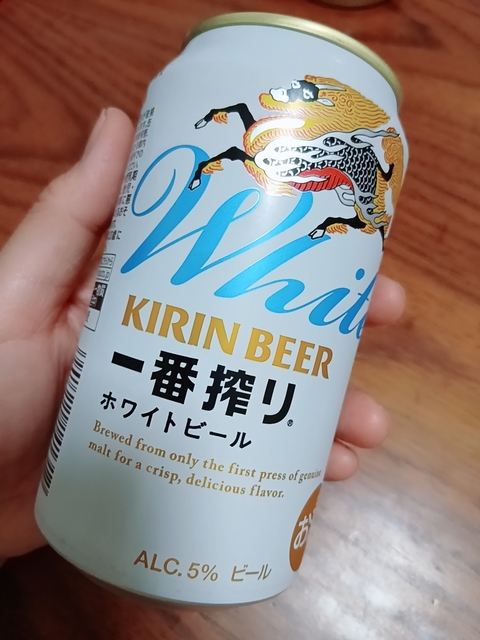 White
KIRIN BEER
一番搾り®
ホワイトビール
Brewed from only the first press of genuine
malt for a crisp, delicious flavor.
ALC.5% ビール